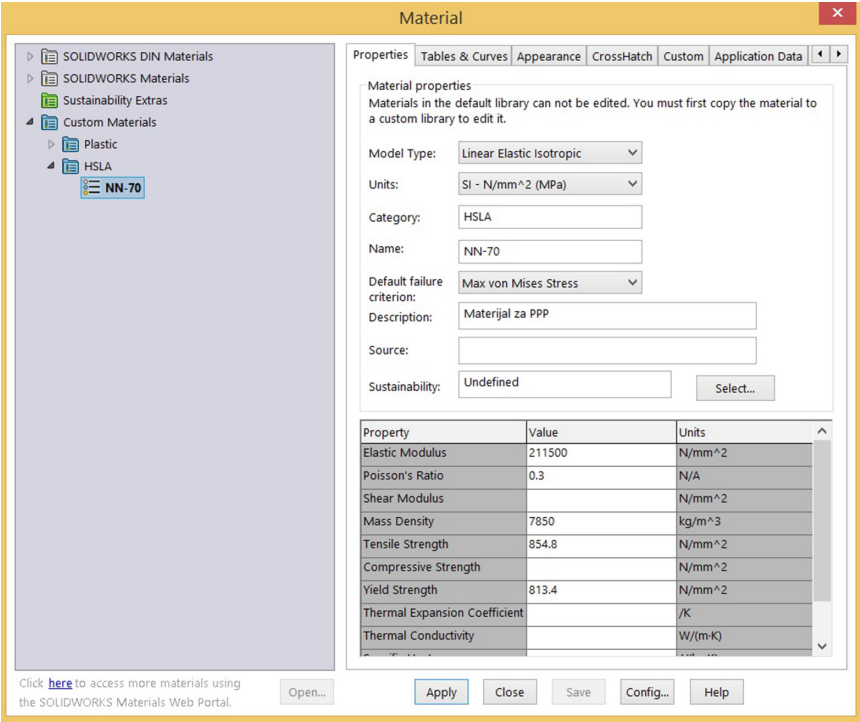 Material
SOLIDWORKS DIN Materials
SOLIDWORKS Materials
Sustainability Extras
Custom Materials
Plastic
HSLA
NN-70
Click here to access more materials using
the SOLIDWORKS Materials Web Portal.
Open...
Properties Tables & Curves Appearance CrossHatch Custom Application Data
Material properties
Materials in the default library can not be edited. You must first copy the material to
a custom library to edit it.
Model Type: Linear Elastic Isotropic
Units: SI - N/mm^2 (MPa)
Category: HSLA
Name: NN-70
Default failure
criterion: Max von Mises Stress
Description: Materijal za PPP
Source:
Sustainability: Undefined Select...
Property Value Units
Elastic Modulus 211500 N/mm^2
Poisson's Ratio 0.3 N/A
Shear Modulus N/mm^2
Mass Density 7850 kg/m^3
Tensile Strength 854.8 N/mm^2
Compressive Strength N/mm^2
Yield Strength 813.4 N/mm^2
Thermal Expansion Coefficient /K
Thermal Conductivity W/(m·K)
Apply Close Save Config... Help